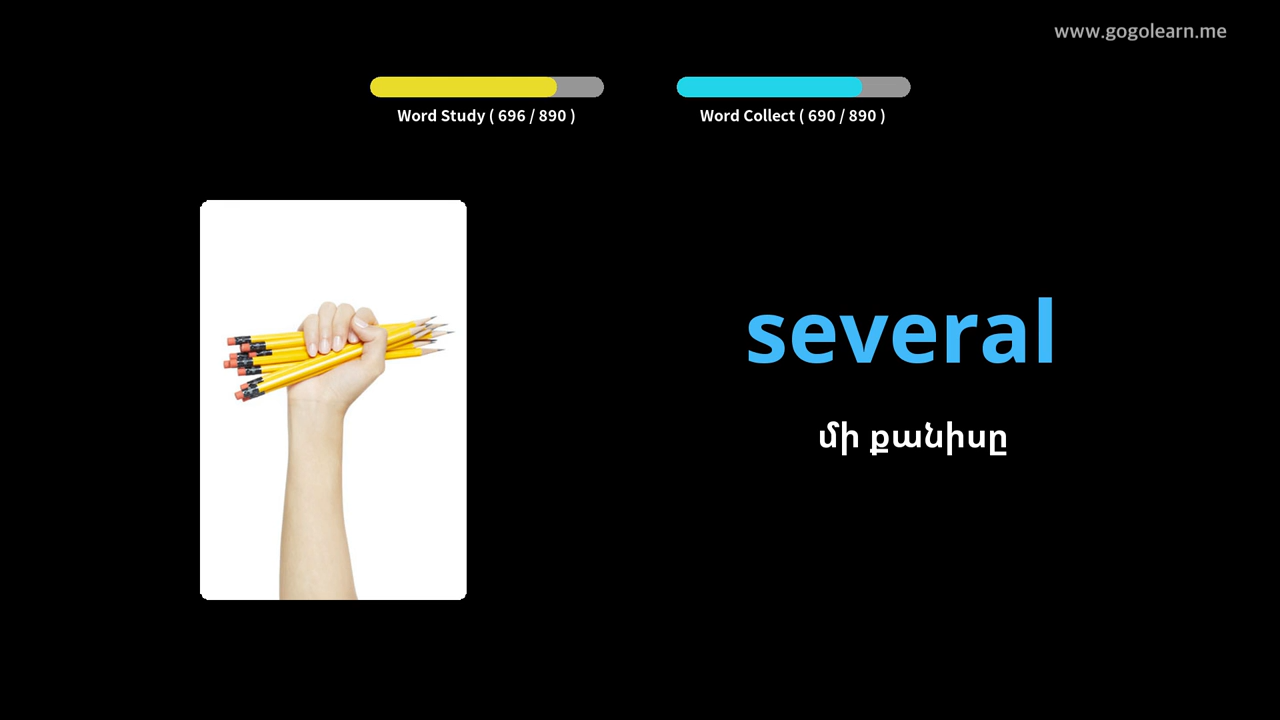 www.gogolearn.me
Word Study ( 696 / 890 )
Word Collect ( 690 / 890 )
several
մի քանիսը